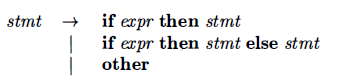 stmt → if expr then stmt
| if expr then stmt else stmt
| other